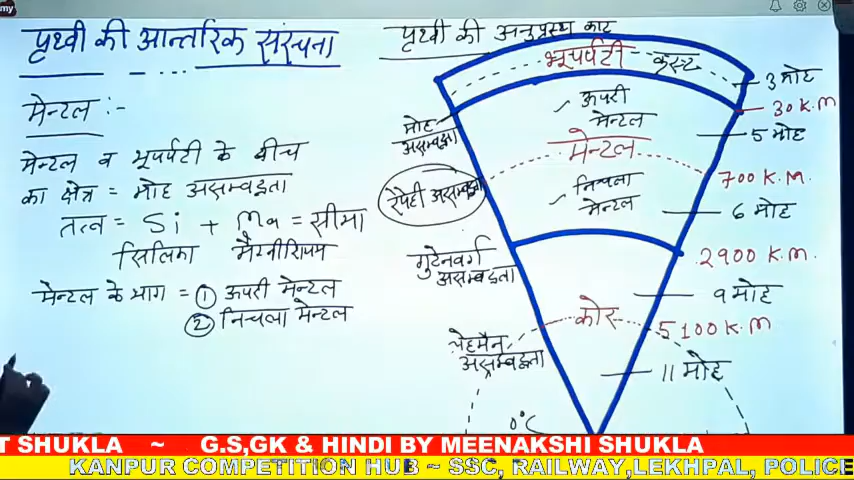 my
पृथ्वी की आन्तरिक संरचना
मेन्टल :-
मेन्टल व भूपर्पटी के बीच
का क्षेत्र = मोह असम्बद्धता
तत्व = Si + Ma = सीमा
सिलिका मैग्नीशियम
मेन्टल के भाग = ① ऊपरी मेन्टल
② निचला मेन्टल
पृथ्वी की अनुप्रस्थ काट
भूपर्पटी क्रस्ट
3 मोट
30 K.M
ऊपरी
मेन्टल
5 मोह
मोह
असम्बद्धता
मेन्टल
700 K.M.
रेपेटी असम्बद्धता
निचला
मेन्टल
6 मोह
गुटेनवर्ग
असम्बद्धता
2900 K.M.
9 मोह
कोर
5100 K.M
लेहमैन
असम्बद्धता
11 मोह
0°C
T SHUKLA ~ G.S,GK & HINDI BY MEENAKSHI SHUKLA
KANPUR COMPETITION HUB ~ SSC, RAILWAY,LEKHPAL, POLICE